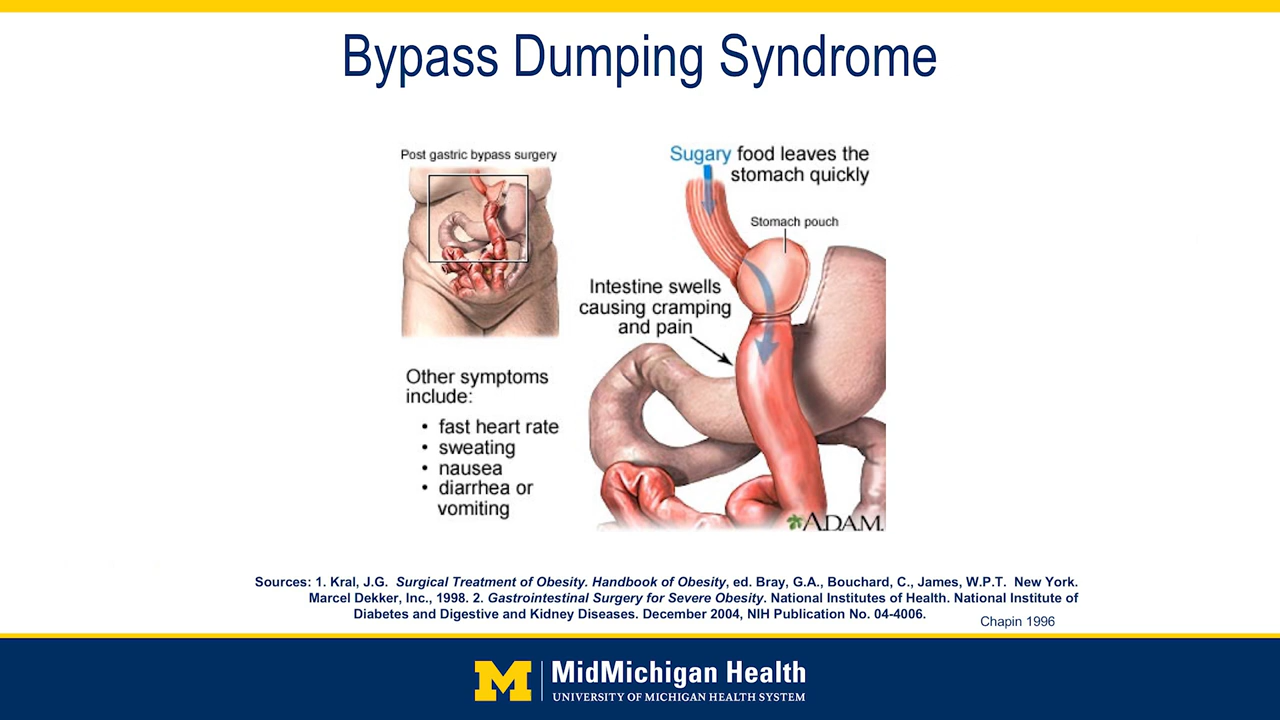 Bypass Dumping Syndrome
Post gastric bypass surgery
Sugary food leaves the
stomach quickly
Stomach pouch
Intestine swells
causing cramping
and pain
Other symptoms
include:
• fast heart rate
• sweating
• nausea
• diarrhea or
vomiting
A.D.A.M.
Sources: 1. Kral, J.G. Surgical Treatment of Obesity. Handbook of Obesity, ed. Bray, G.A., Bouchard, C., James, W.P.T. New York.
Marcel Dekker, Inc., 1998. 2. Gastrointestinal Surgery for Severe Obesity. National Institutes of Health. National Institute of
Diabetes and Digestive and Kidney Diseases. December 2004, NIH Publication No. 04-4006.
Chapin 1996
M MidMichigan Health
UNIVERSITY OF MICHIGAN HEALTH SYSTEM